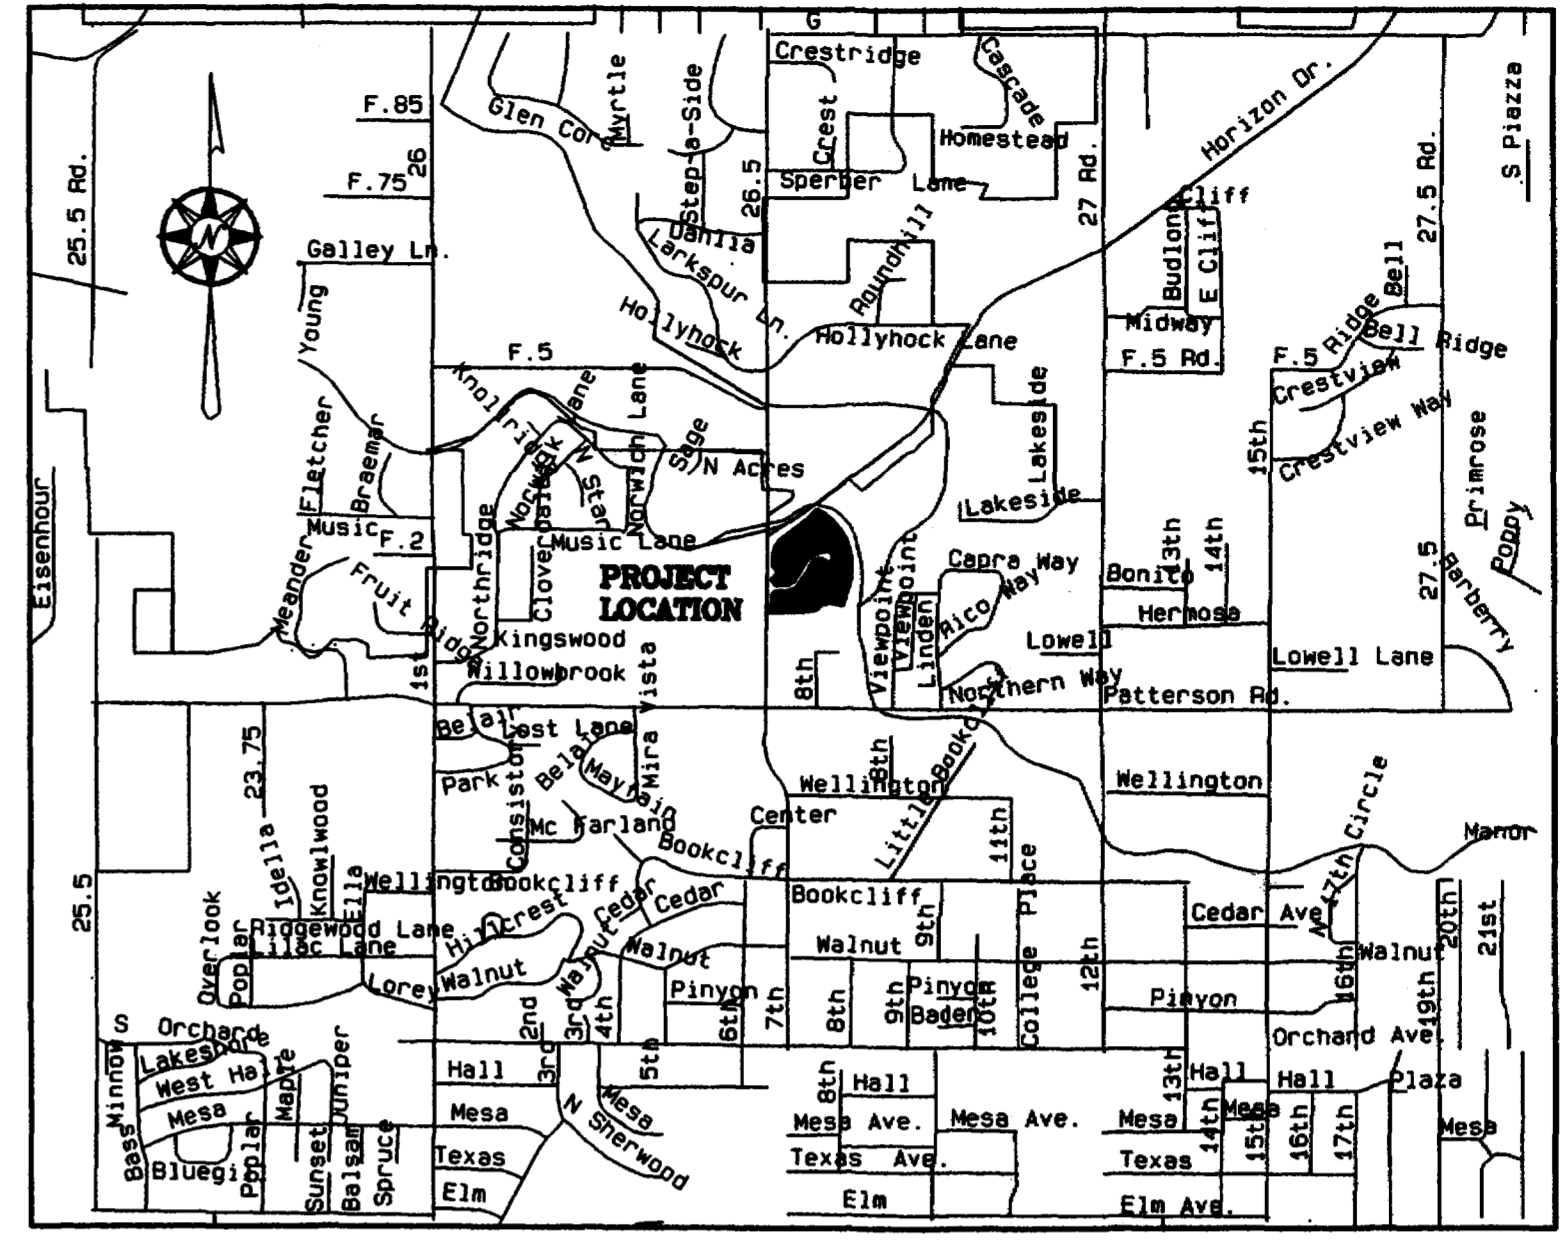 G
Crestridge
Cascade
Myrtle
Step-a-Side
Horizon Dr.
S Piazza
F.85
Glen Care
Crest
Homestead
25.5 Rd.
26
F.75
26.5
Sperber Lane
27 Rd.
27.5 Rd.
Cliff
N
Galley Ln.
Dahlia
Larkspur Ln.
Roundhill
Budlong
E Cliff
Bell
Young
Hollyhock
Hollyhock Lane
Midway
F.5
F.5 Rd.
F.5 Ridge
Bell Ridge
Knollridge
Lane
Norwich Lane
Crestview
Crestview Way
Fletcher
Braemar
Sage
N Acres
Lakeside
15th
Primrose
Eisenhour
Norwalk
N Star
Lakeside
Poppy
Music
F.2
Northridge
Cloverdale
Music Lane
13th
14th
27.5
Barberry
Meander
Fruit Ridge
PROJECT
LOCATION
Viewpoint
Viewpoint
Capra Way
Rico Way
Linden
Bonito
Hermosa
Kingswood
Lowell
1st
Willowbrook
Vista
Mira
8th
Northern Way
Lowell Lane
Patterson Rd.
Belair
Lost Lane
23.75
Consistory
Belair
Mayfair
Park
8th
Little Bookcliff
Wellington
Wellington
17th Circle
Idella
Knowlwood
Mc Farland
Center
11th
Manor
Bookcliff
Ella
Wellington
Bookcliff
Cedar
Cedar
Bookcliff
College Place
25.5
Overlook
Poplar
Ridgewood Lane
Lilac Lane
Hillcrest
Walnut
Walnut
Walnut
9th
Cedar Ave.
N
Walnut
20th
21st
Lorey
Walnut
Pinyon
Pinyon
Bader
12th
Pinyon
16th
19th
2nd
3rd
4th
6th
7th
8th
9th
10th
S
Orchard
Orchard Ave.
Minnow
Lakeshore
West Hall
Maple
Juniper
Hall
3rd
5th
8th
Hall
13th
Hall
Hall
Plaza
Mesa
Mesa
Mesa
N Sherwood
Mesa Ave.
Mesa Ave.
Mesa
14th
Mesa
15th
16th
17th
Mesa
Bass
Bluegill
Poplar
Sunset
Balsam
Spruce
Texas
Texas Ave.
Texas
Elm
Elm
Elm Ave.